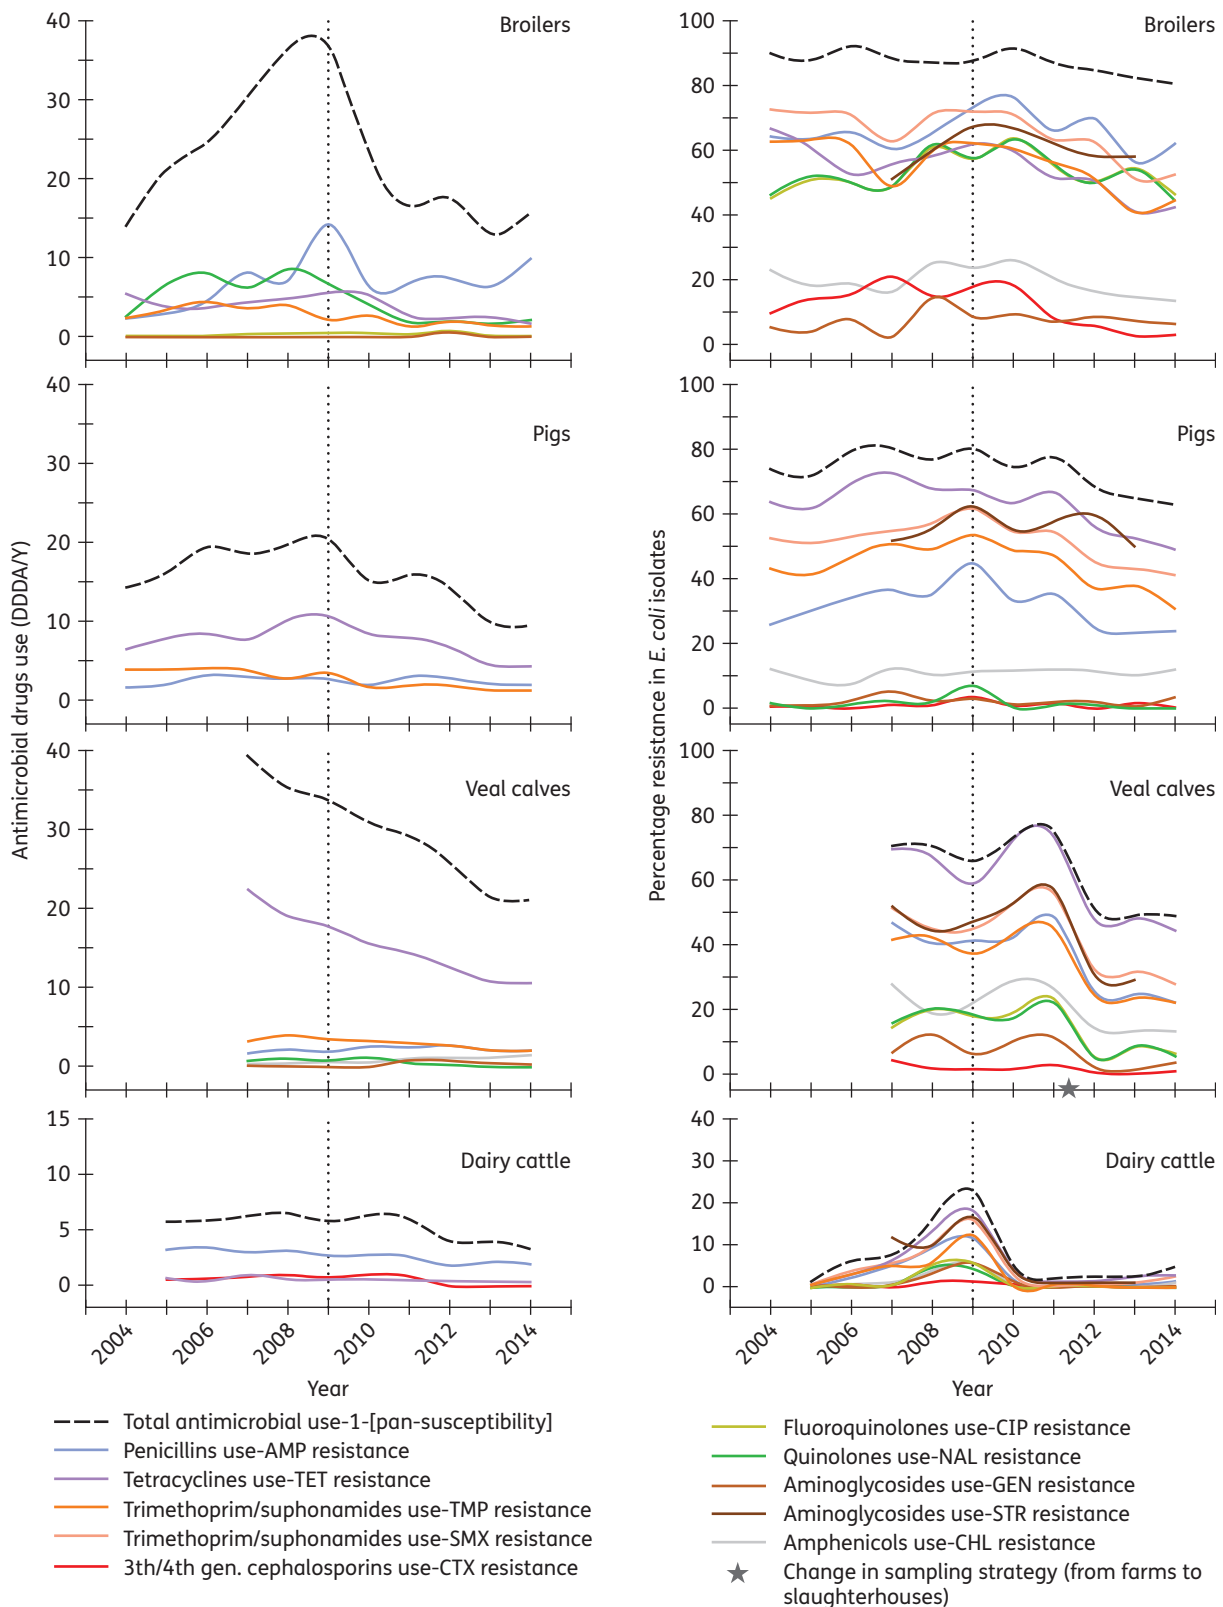 Antimicrobial drugs use (DDDA/Y)
40
30
20
10
0
Broilers
40
30
20
10
0
Pigs
40
30
20
10
0
Veal calves
15
10
5
0
Dairy cattle
2004
2006
2008
2010
2012
2014
Year
Percentage resistance in E. coli isolates
100
80
60
40
20
0
Broilers
100
80
60
40
20
0
Pigs
100
80
60
40
20
0
Veal calves
40
30
20
10
0
Dairy cattle
2004
2006
2008
2010
2012
2014
Year
Total antimicrobial use-1-[pan-susceptibility]
Penicillins use-AMP resistance
Tetracyclines use-TET resistance
Trimethoprim/suphonamides use-TMP resistance
Trimethoprim/suphonamides use-SMX resistance
3th/4th gen. cephalosporins use-CTX resistance
Fluoroquinolones use-CIP resistance
Quinolones use-NAL resistance
Aminoglycosides use-GEN resistance
Aminoglycosides use-STR resistance
Amphenicols use-CHL resistance
Change in sampling strategy (from farms to
slaughterhouses)